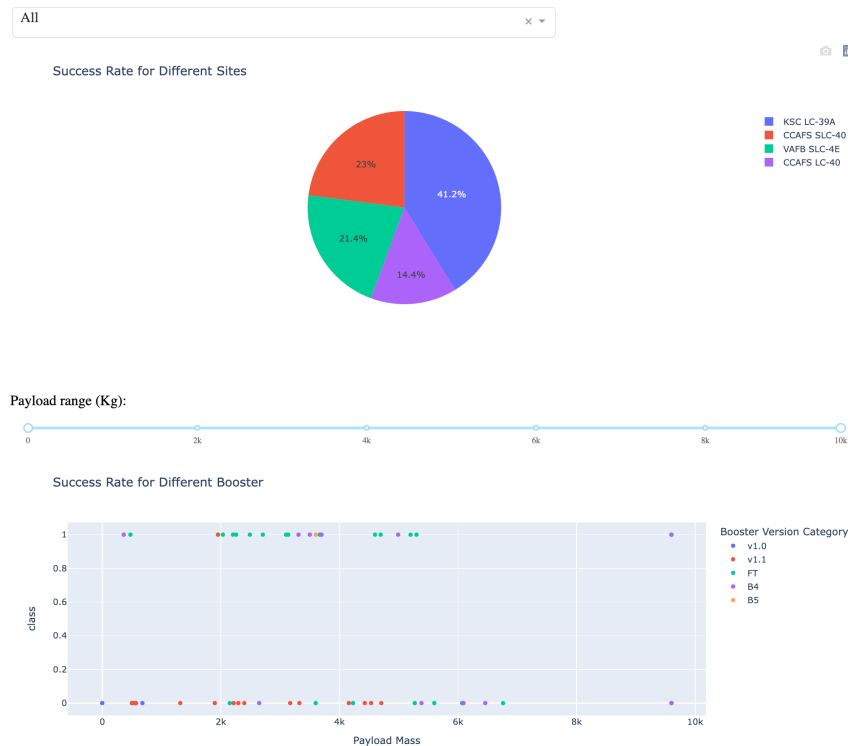 All
Success Rate for Different Sites
KSC LC-39A
CCAFS SLC-40
VAFB SLC-4E
CCAFS LC-40
23%
41.2%
21.4%
14.4%
Payload range (Kg):
0 2k 4k 6k 8k 10k
Success Rate for Different Booster
Booster Version Category
v1.0
v1.1
FT
B4
B5
1
0.8
0.6
0.4
0.2
0
class
0 2k 4k 6k 8k 10k
Payload Mass